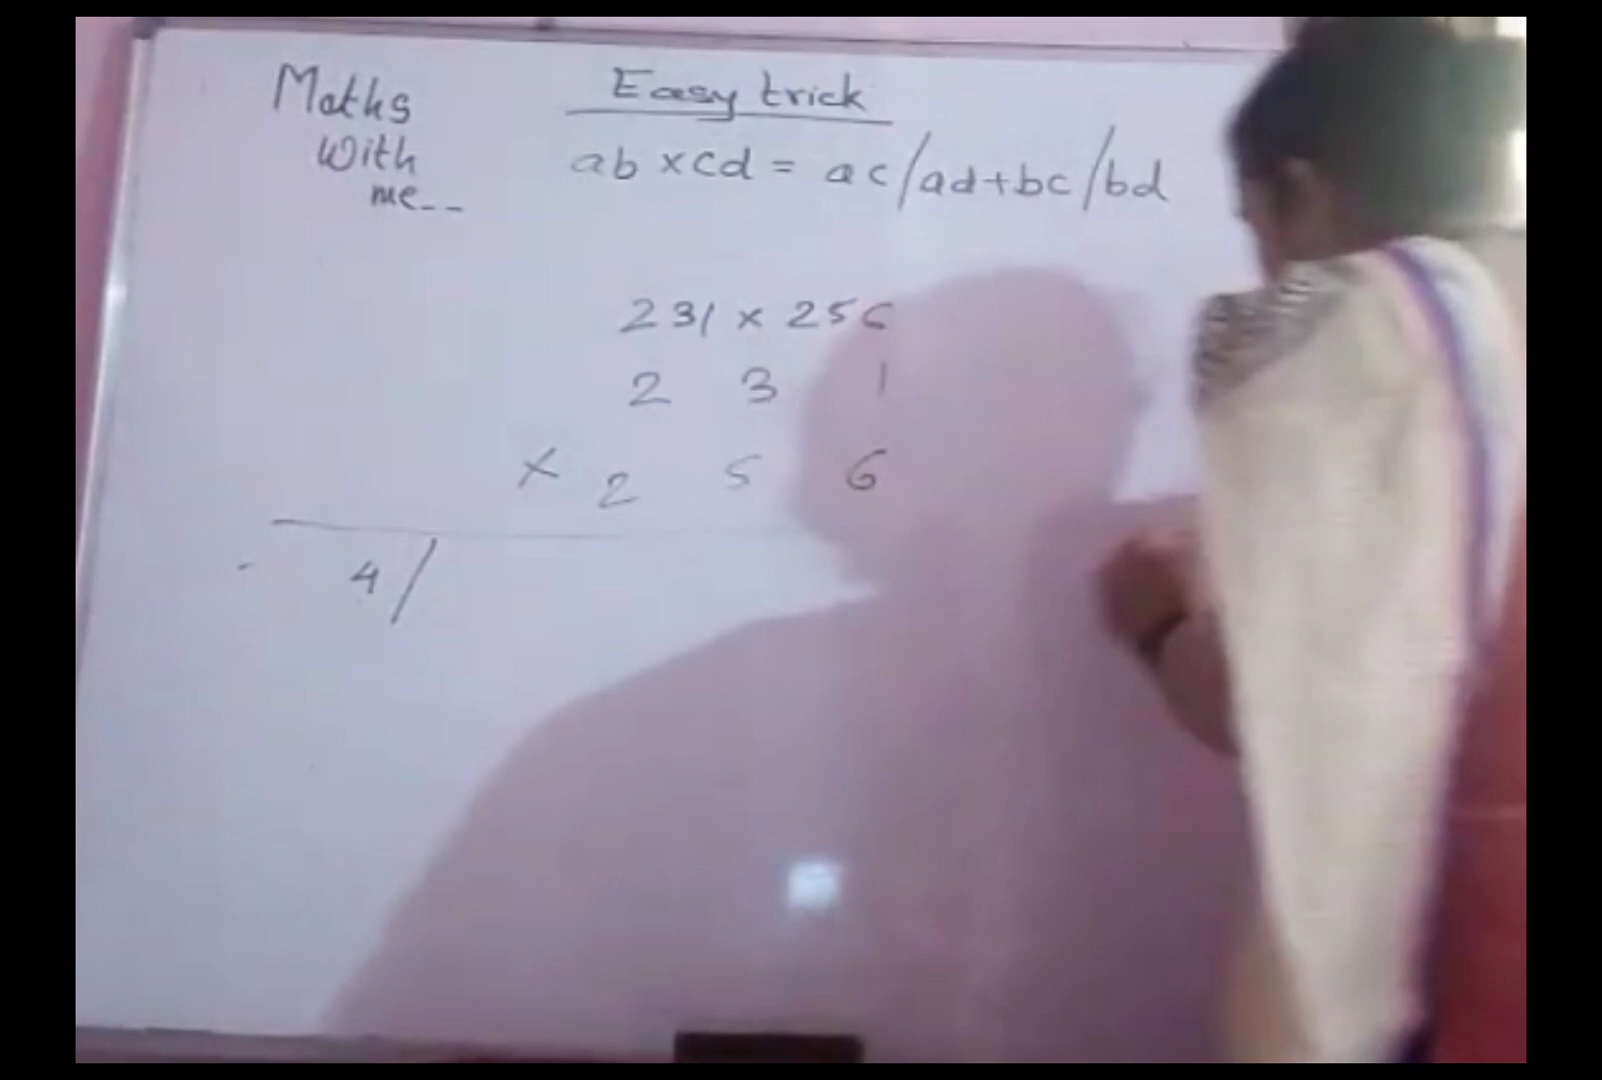 Maths
With
me--
Easy trick
ab x cd = ac/ad+bc/bd
231 x 256
2 3 1
x 2 5 6
4/